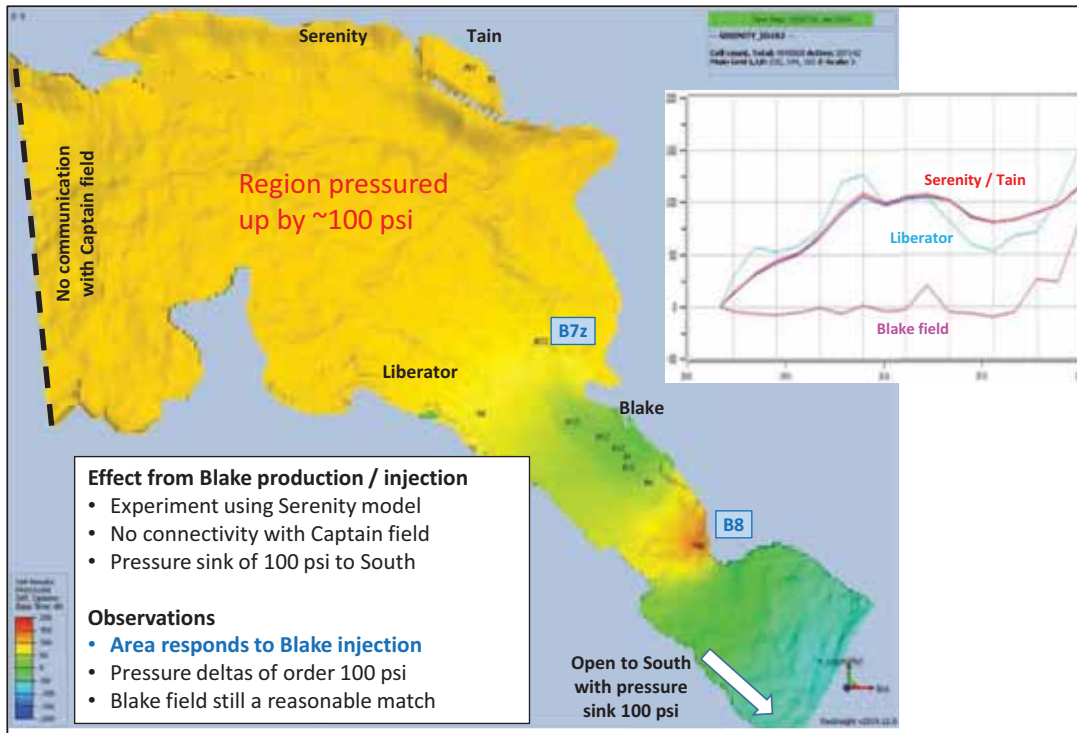 Serenity
Tain
No communication
with Captain field
Region pressured
up by ~100 psi
Serenity / Tain
Liberator
Blake field
B7z
Liberator
Blake
B8
Effect from Blake production / injection
• Experiment using Serenity model
• No connectivity with Captain field
• Pressure sink of 100 psi to South
Observations
• Area responds to Blake injection
• Pressure deltas of order 100 psi
• Blake field still a reasonable match
Open to South
with pressure
sink 100 psi